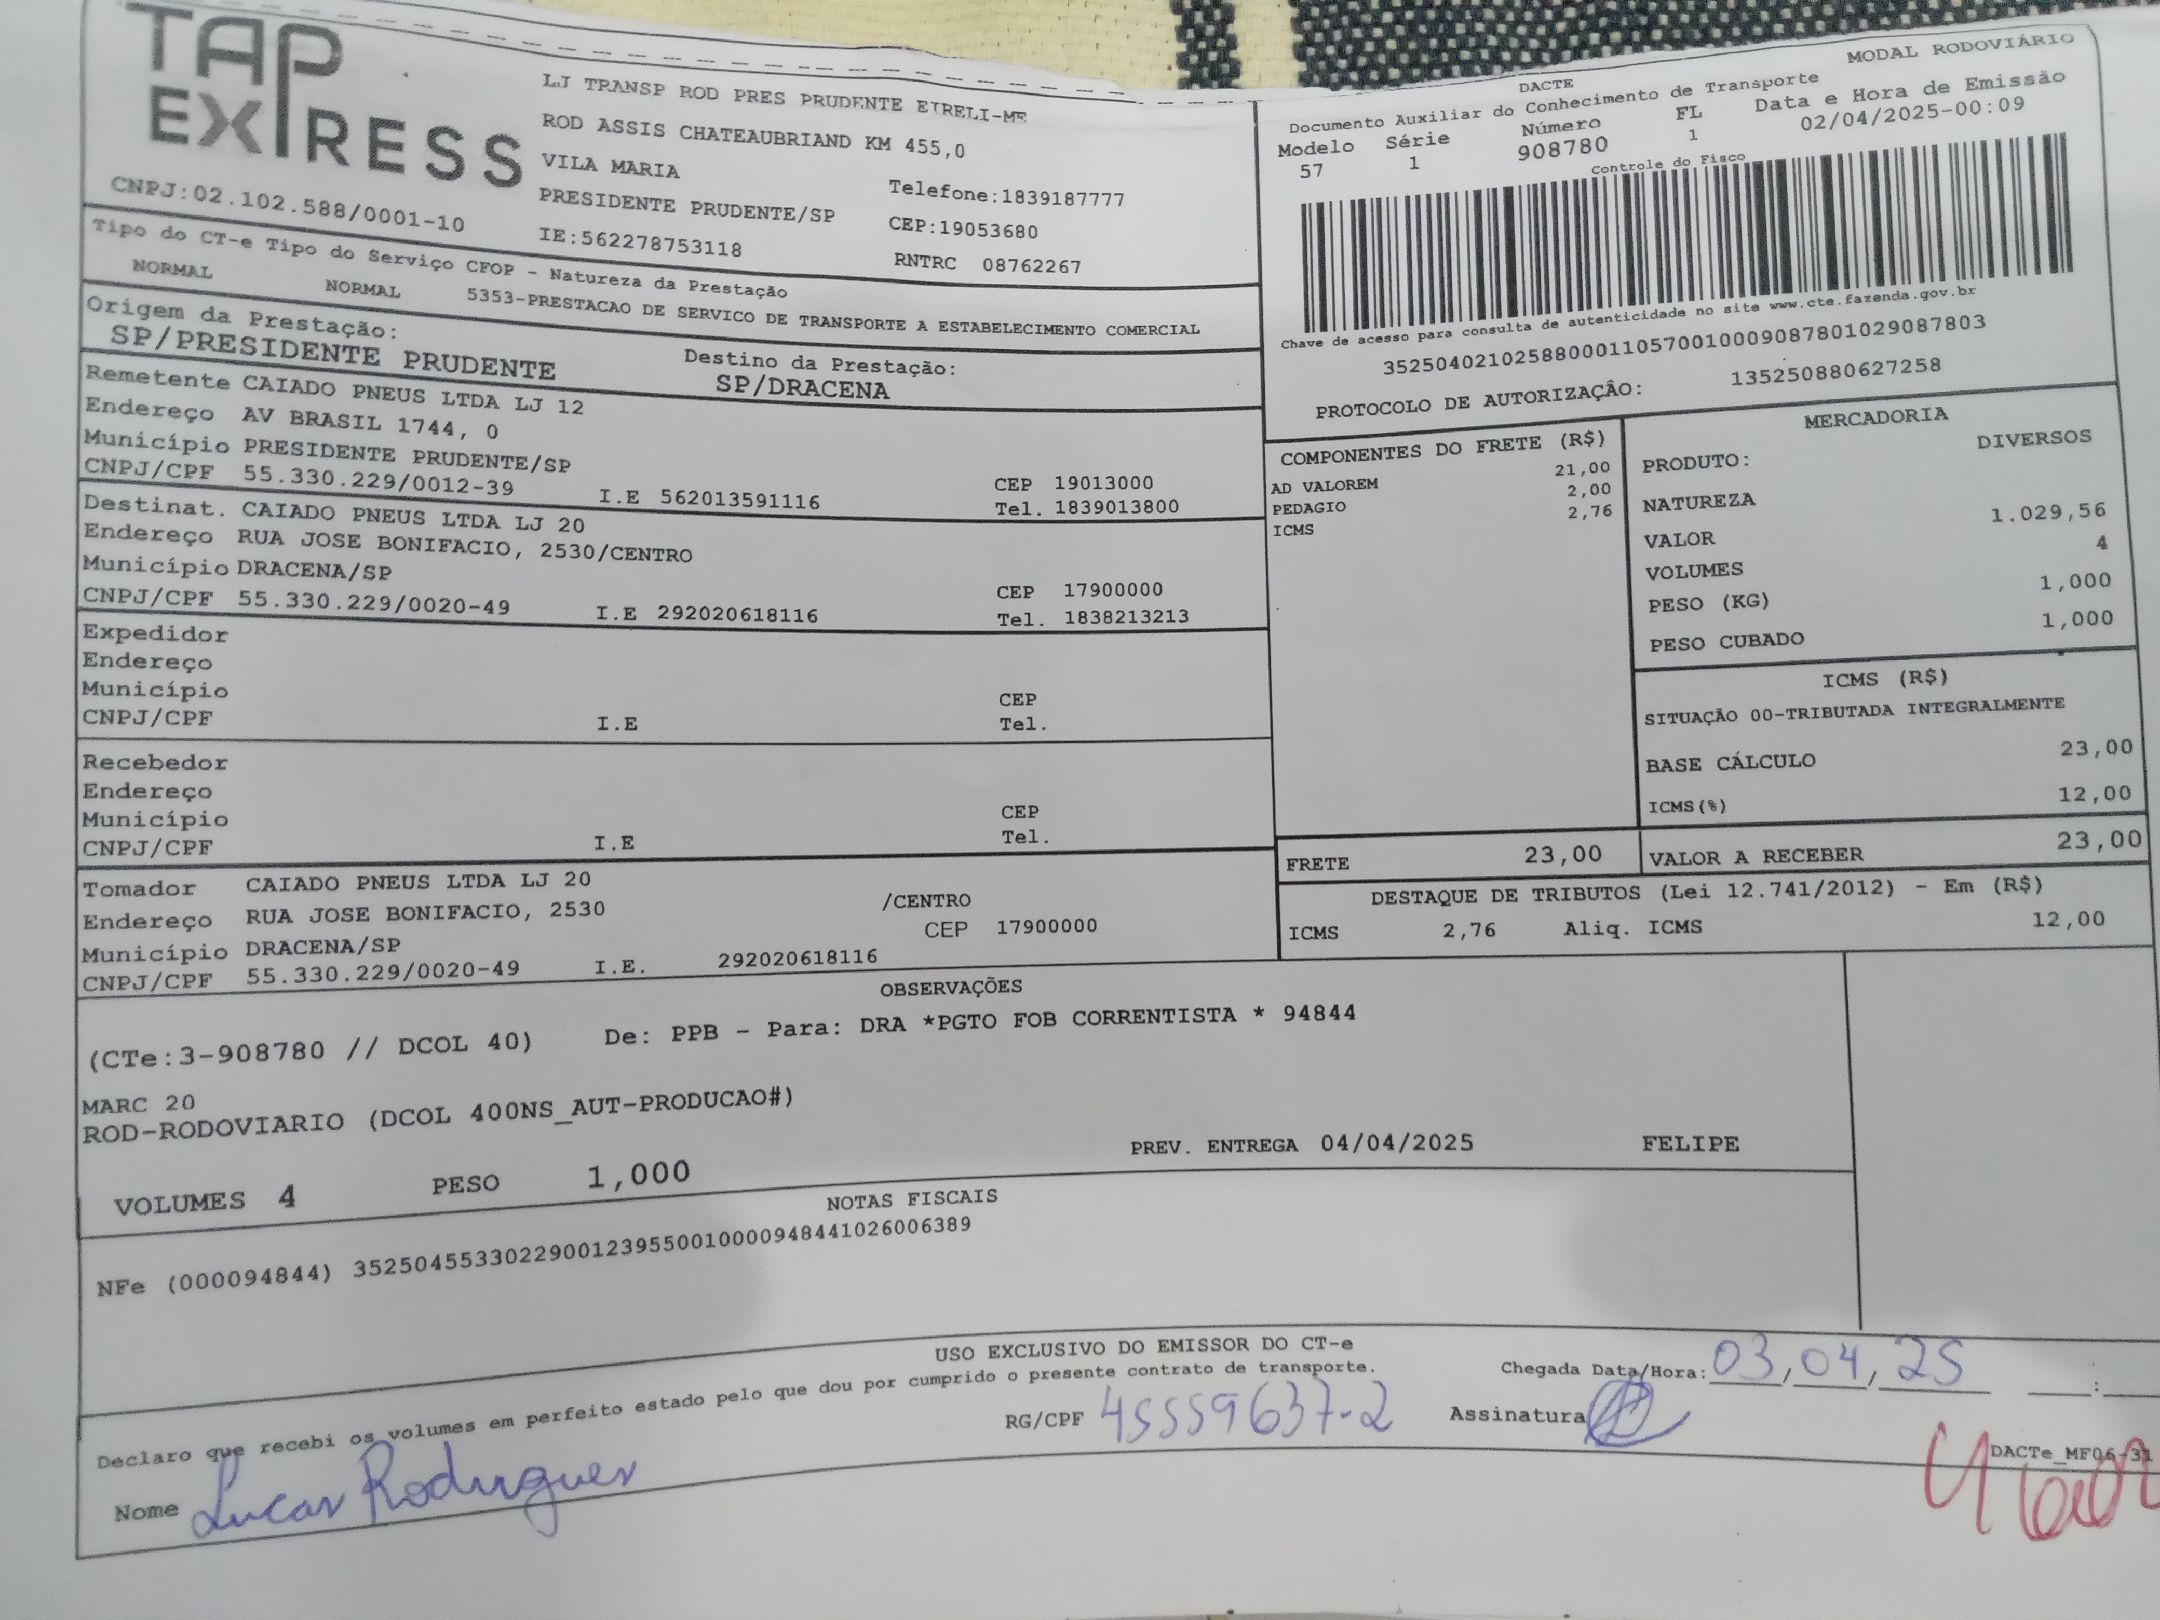 TAP
EXPRESS
CNPJ:02.102.588/0001-10
LJ TRANSP ROD PRES PRUDENTE EIRELI-ME
ROD ASSIS CHATEAUBRIAND KM 455,0
VILA MARIA
PRESIDENTE PRUDENTE/SP
IE:562278753118
Telefone:1839187777
CEP:19053680
RNTRC 08762267
MODAL RODOVIÁRIO
DACTE
Documento Auxiliar do Conhecimento de Transporte
Modelo Série Número FL Data e Hora de Emissão
57 1 908780 1 02/04/2025-00:09
Controle do Fisco
Chave de acesso para consulta de autenticidade no site www.cte.fazenda.gov.br
35250402102588000110570010009087801029087803
PROTOCOLO DE AUTORIZAÇÂO: 135250880627258
Tipo do CT-e Tipo do Serviço CFOP - Natureza da Prestação
NORMAL NORMAL 5353-PRESTACAO DE SERVICO DE TRANSPORTE A ESTABELECIMENTO COMERCIAL
Origem da Prestação: Destino da Prestação:
SP/PRESIDENTE PRUDENTE SP/DRACENA
Remetente CAIADO PNEUS LTDA LJ 12
Endereço AV BRASIL 1744, 0
Município PRESIDENTE PRUDENTE/SP CEP 19013000
CNPJ/CPF 55.330.229/0012-39 I.E 562013591116 Tel. 1839013800
Destinat. CAIADO PNEUS LTDA LJ 20
Endereço RUA JOSE BONIFACIO, 2530/CENTRO
Município DRACENA/SP CEP 17900000
CNPJ/CPF 55.330.229/0020-49 I.E 292020618116 Tel. 1838213213
Expedidor
Endereço
Município CEP
CNPJ/CPF I.E Tel.
Recebedor
Endereço
Município CEP
CNPJ/CPF I.E Tel.
Tomador CAIADO PNEUS LTDA LJ 20
Endereço RUA JOSE BONIFACIO, 2530 /CENTRO
Município DRACENA/SP CEP 17900000
CNPJ/CPF 55.330.229/0020-49 I.E. 292020618116
COMPONENTES DO FRETE (R$)
AD VALOREM 21,00
PEDAGIO 2,00
ICMS 2,76
MERCADORIA
PRODUTO: DIVERSOS
NATUREZA
VALOR 1.029,56
VOLUMES 4
PESO (KG) 1,000
PESO CUBADO 1,000
ICMS (R$)
SITUAÇÃO 00-TRIBUTADA INTEGRALMENTE
BASE CÁLCULO 23,00
ICMS(%) 12,00
FRETE 23,00 VALOR A RECEBER 23,00
DESTAQUE DE TRIBUTOS (Lei 12.741/2012) - Em (R$)
ICMS 2,76 Aliq. ICMS 12,00
OBSERVAÇÕES
(CTe:3-908780 // DCOL 40) De: PPB - Para: DRA *PGTO FOB CORRENTISTA * 94844
MARC 20
ROD-RODOVIARIO (DCOL 400NS_AUT-PRODUCAO#)
PREV. ENTREGA 04/04/2025 FELIPE
VOLUMES 4 PESO 1,000
NOTAS FISCAIS
NFe (000094844) 35250455330229001239550010000948441026006389
USO EXCLUSIVO DO EMISSOR DO CT-e
Declaro que recebi os volumes em perfeito estado pelo que dou por cumprido o presente contrato de transporte.
Chegada Data/Hora: 03/04/25 :
Nome Lucas Rodrigues RG/CPF 45559637-2 Assinatura
DACTe_MF06-31